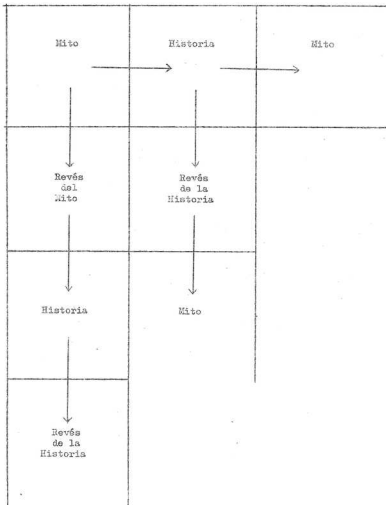 Mito Historia Mito
Revés Revés
del de la
Mito Historia
Historia Mito
Revés
de la
Historia